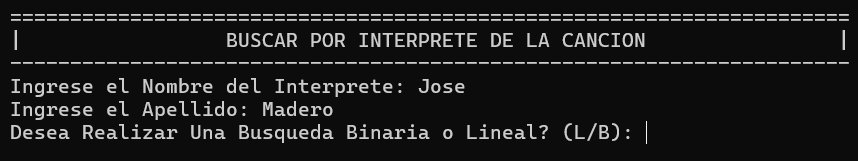 ======================================================================
| BUSCAR POR INTERPRETE DE LA CANCION |
----------------------------------------------------------------------
Ingrese el Nombre del Interprete: Jose
Ingrese el Apellido: Madero
Desea Realizar Una Busqueda Binaria o Lineal? (L/B):